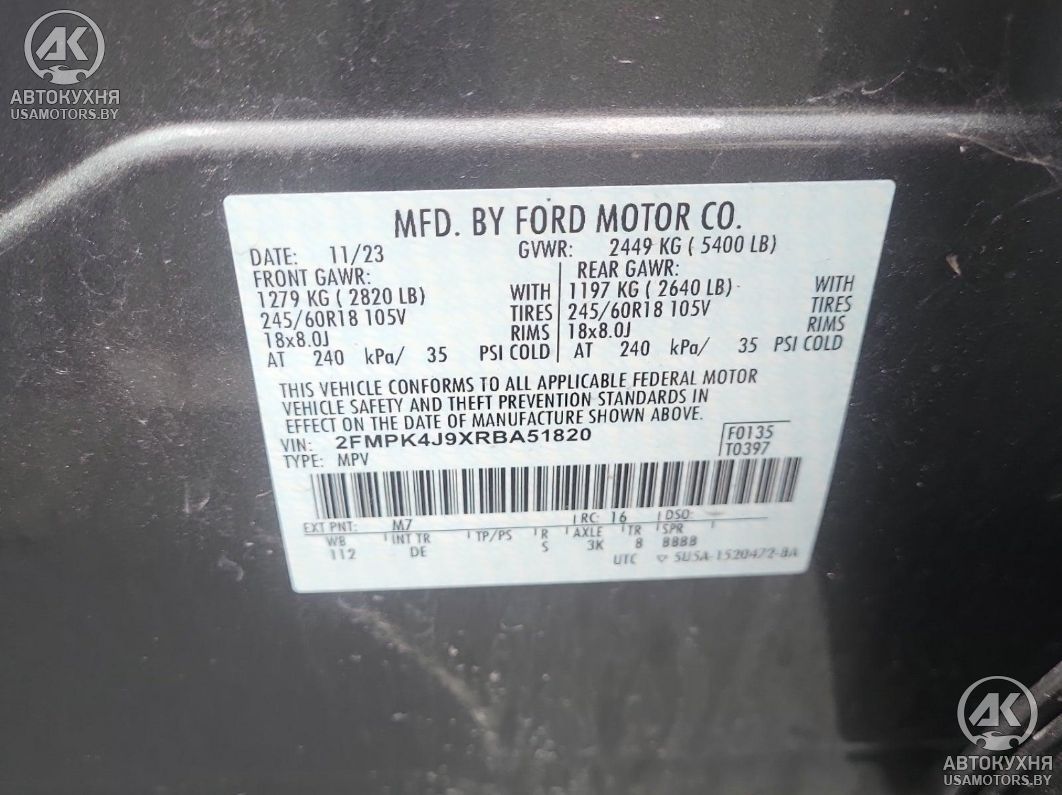 AK
АВТОКУХНЯ
USAMOTORS.BY
MFD. BY FORD MOTOR CO.
DATE: 11/23 GVWR: 2449 KG ( 5400 LB)
FRONT GAWR: REAR GAWR:
1279 KG ( 2820 LB) WITH 1197 KG ( 2640 LB) WITH
245/60R18 105V TIRES 245/60R18 105V TIRES
18x8.0J RIMS 18x8.0J RIMS
AT 240 kPa/ 35 PSI COLD AT 240 kPa/ 35 PSI COLD
THIS VEHICLE CONFORMS TO ALL APPLICABLE FEDERAL MOTOR
VEHICLE SAFETY AND THEFT PREVENTION STANDARDS IN
EFFECT ON THE DATE OF MANUFACTURE SHOWN ABOVE.
VIN: 2FMPK4J9XRBA51820 F0135
TYPE: MPV T0397
EXT PNT: M7 RC: 16 DSO:
WB INT TR TP/PS R AXLE TR SPR
112 DE S 3K 8 BBBB
UTC SU5A-1520472-BA
AK
АВТОКУХНЯ
USAMOTORS.BY